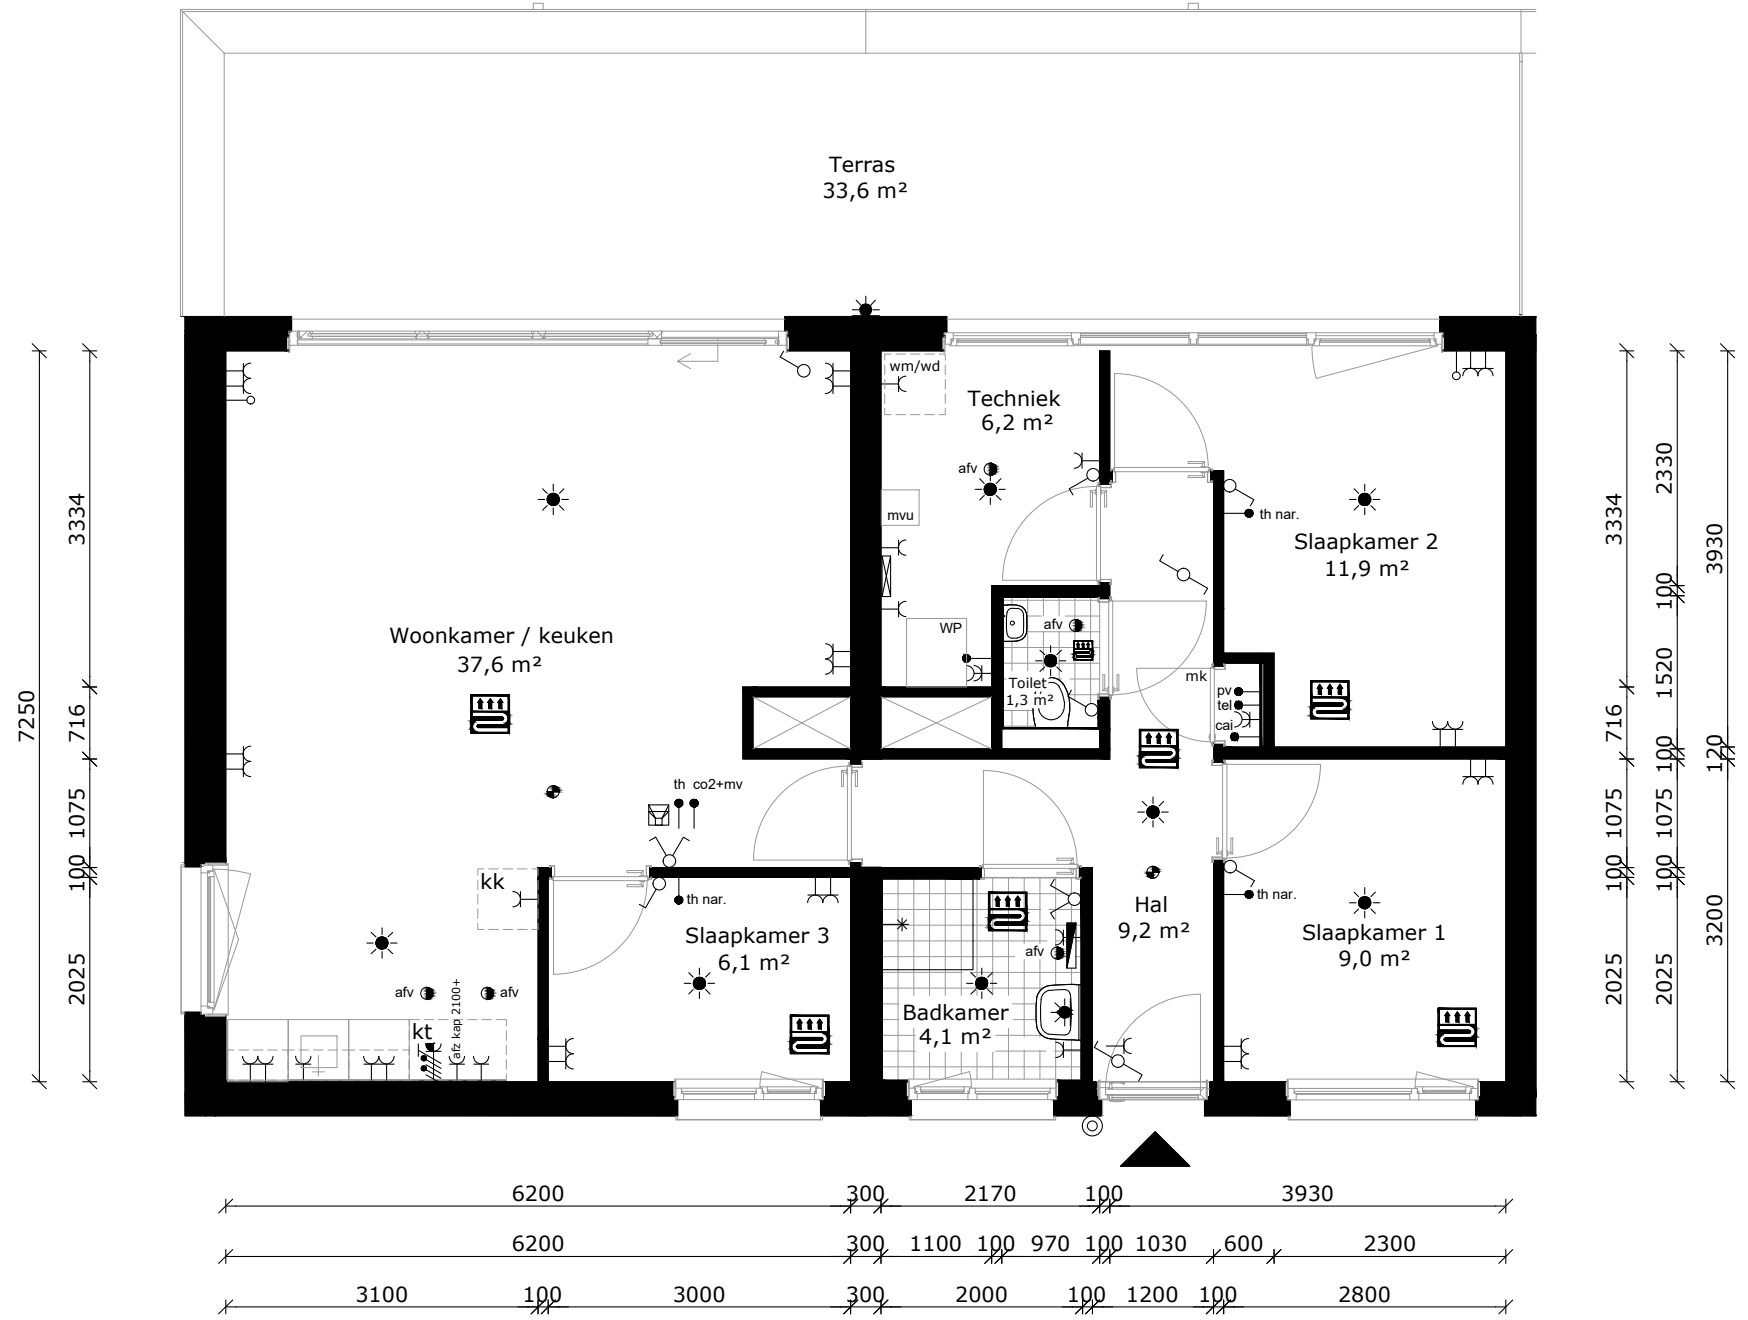 Terras
33,6 m²
wm/wd
Techniek
6,2 m²
afv
mvu
th nar.
Slaapkamer 2
11,9 m²
WP
afv
Toilet
1,3 m²
mk
pv
tel
cai
Woonkamer / keuken
37,6 m²
th co2+mv
kk
th nar.
Slaapkamer 3
6,1 m²
afv
afv
kt
afz kap 2100+
afv
Badkamer
4,1 m²
Hal
9,2 m²
th nar.
Slaapkamer 1
9,0 m²
7250
3334
716
1075
100
2025
3334
716
1075
100
2025
2330
100
1520
100
1075
100
2025
3930
120
3200
6200 300 2170 100 3930
6200 300 1100 100 970 100 1030 600 2300
3100 100 3000 300 2000 100 1200 100 2800